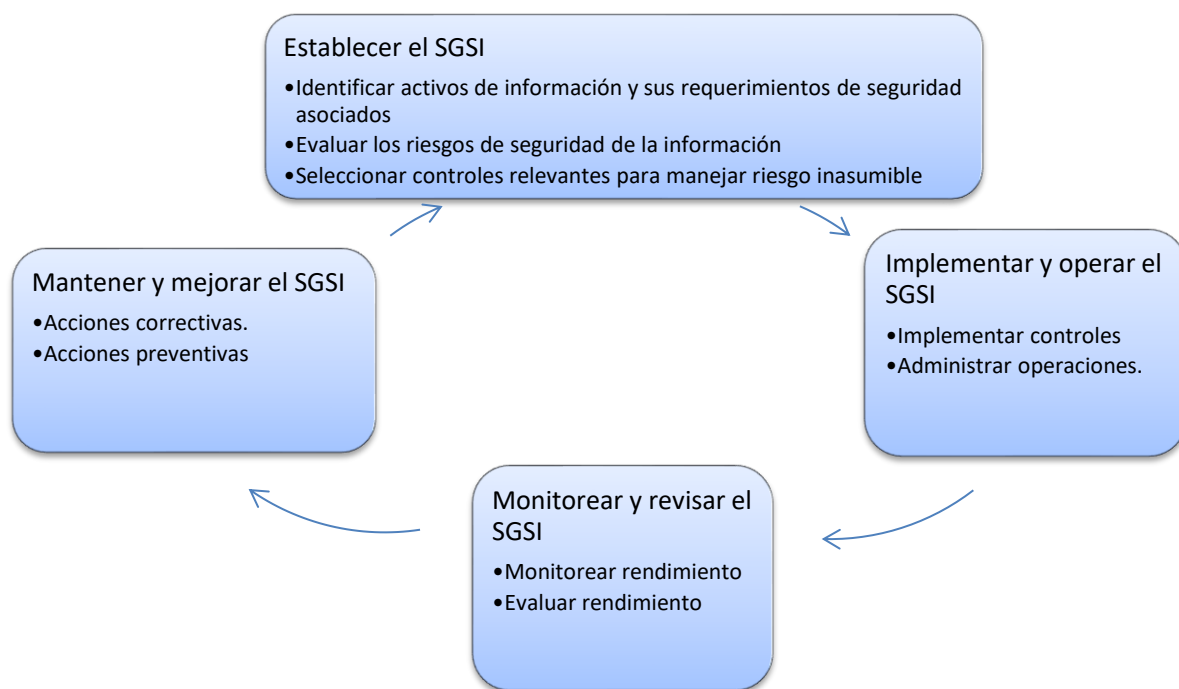 Establecer el SGSI
•Identificar activos de información y sus requerimientos de seguridad
asociados
•Evaluar los riesgos de seguridad de la información
•Seleccionar controles relevantes para manejar riesgo inasumible
Implementar y operar el
SGSI
•Implementar controles
•Administrar operaciones.
Monitorear y revisar el
SGSI
•Monitorear rendimiento
•Evaluar rendimiento
Mantener y mejorar el SGSI
•Acciones correctivas.
•Acciones preventivas